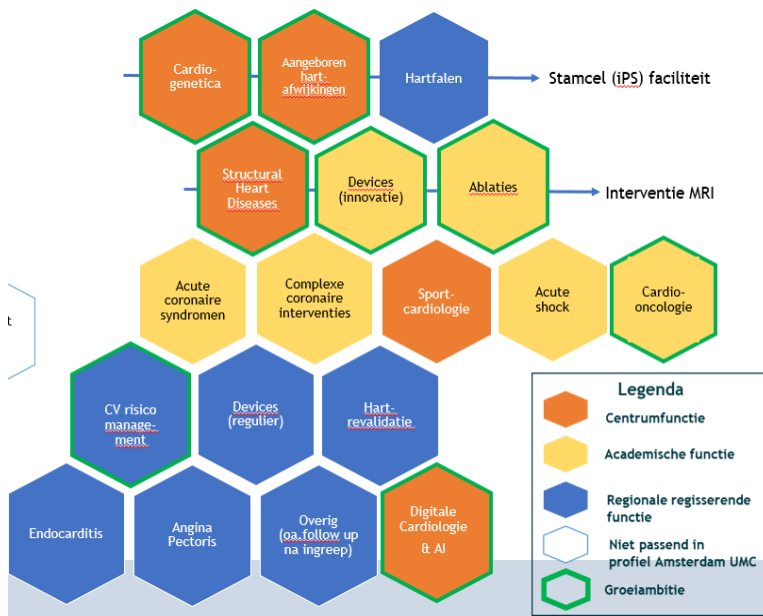 Cardio-
genetica
Aangeboren
hart-
afwijkingen
Hartfalen
Stamcel (iPS) faciliteit
Structural
Heart
Diseases
Devices
(innovatie)
Ablaties
Interventie MRI
Acute
coronaire
syndromen
Complexe
coronaire
interventies
Sport-
cardiologie
Acute
shock
Cardio-
oncologie
t
CV risico
manage-
ment
Devices
(regulier)
Hart-
revalidatie
Endocarditis
Angina
Pectoris
Overig
(oa.follow up
na ingreep)
Digitale
Cardiologie
& AI
Legenda
Centrumfunctie
Academische functie
Regionale regisserende
functie
Niet passend in
profiel Amsterdam UMC
Groeiambitie